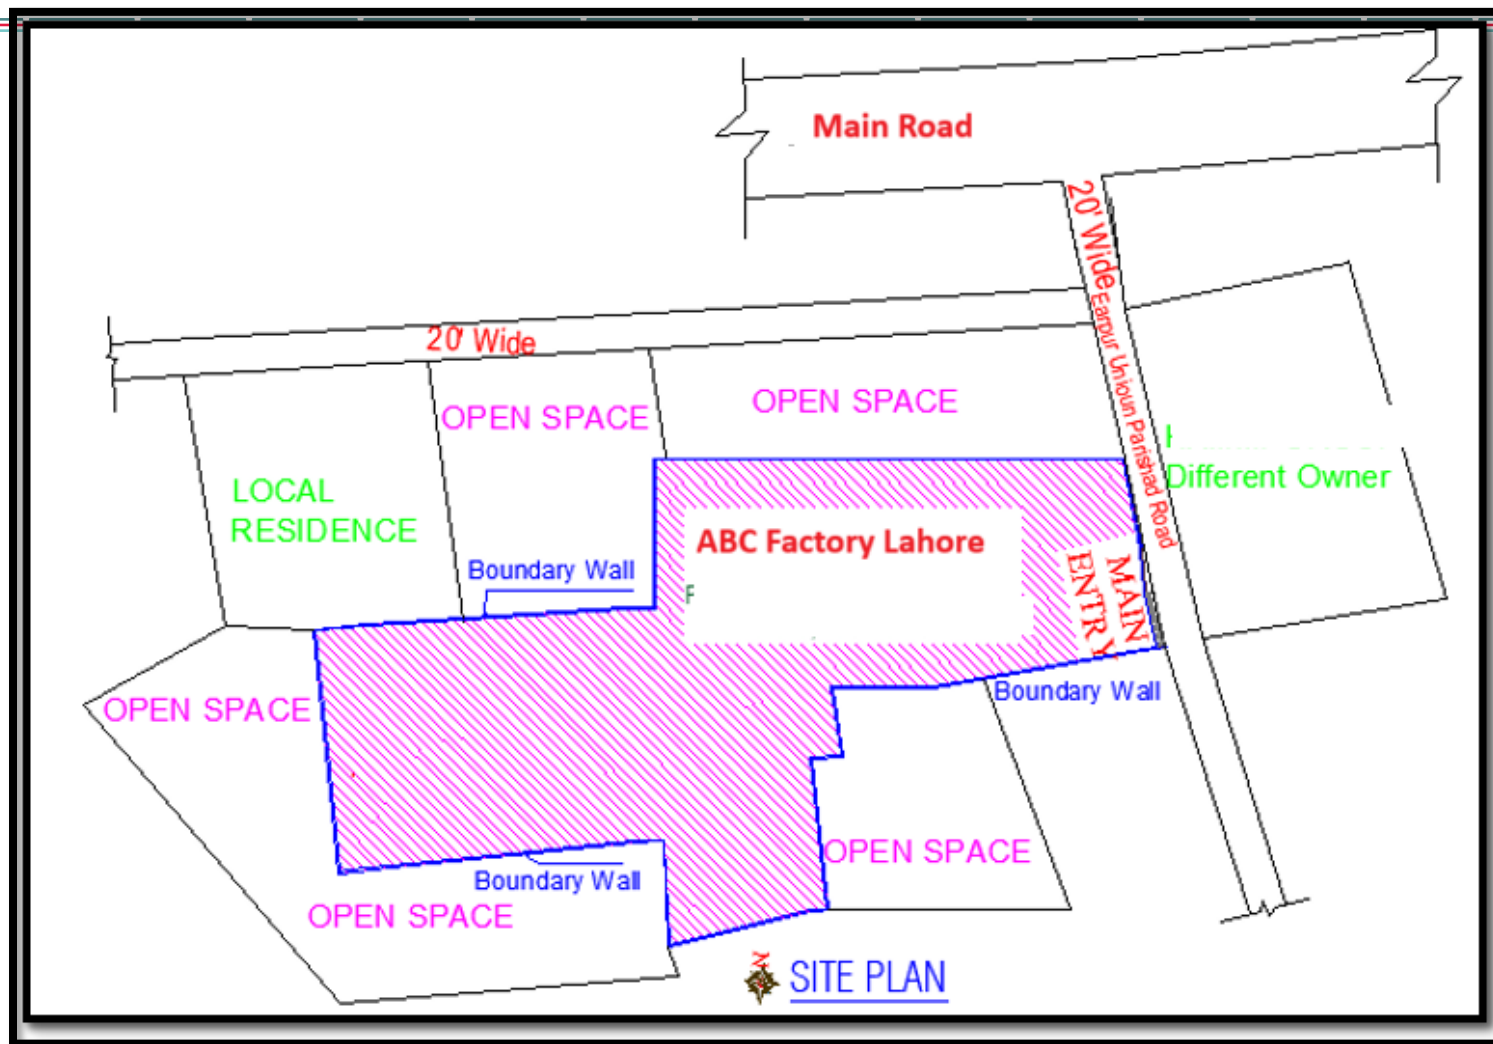 Main Road
20' Wide
Earpur Unioun Parishad Road
20' Wide
OPEN SPACE
OPEN SPACE
LOCAL
RESIDENCE
Different Owner
ABC Factory Lahore
Boundary Wall
MAIN
ENTRY
OPEN SPACE
Boundary Wall
OPEN SPACE
Boundary Wall
OPEN SPACE
N
SITE PLAN